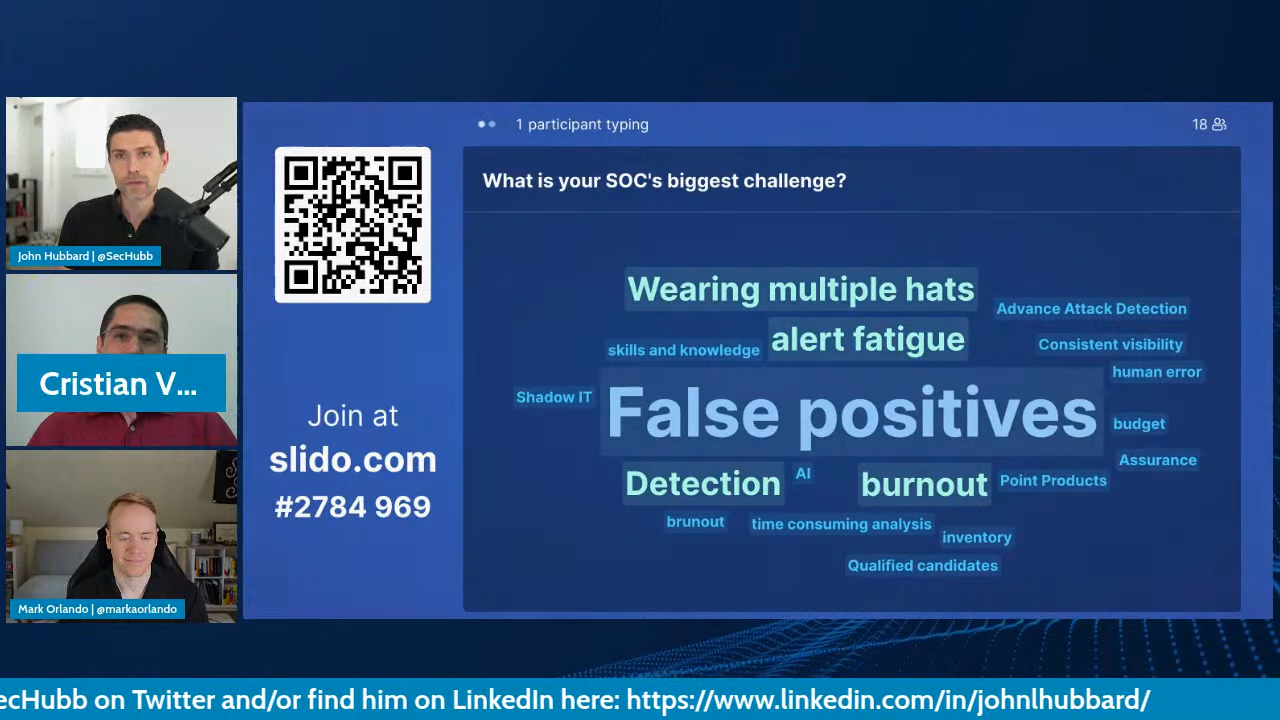 1 participant typing
18
What is your SOC's biggest challenge?
John Hubbard | @SecHubb
Cristian V...
Mark Orlando | @markaorlando
Join at
slido.com
#2784 969
Wearing multiple hats
Advance Attack Detection
alert fatigue
skills and knowledge
Consistent visibility
human error
Shadow IT
False positives
budget
Assurance
Detection
AI
burnout
Point Products
brunout
time consuming analysis
inventory
Qualified candidates
ecHubb on Twitter and/or find him on LinkedIn here: https://www.linkedin.com/in/johnlhubbard/